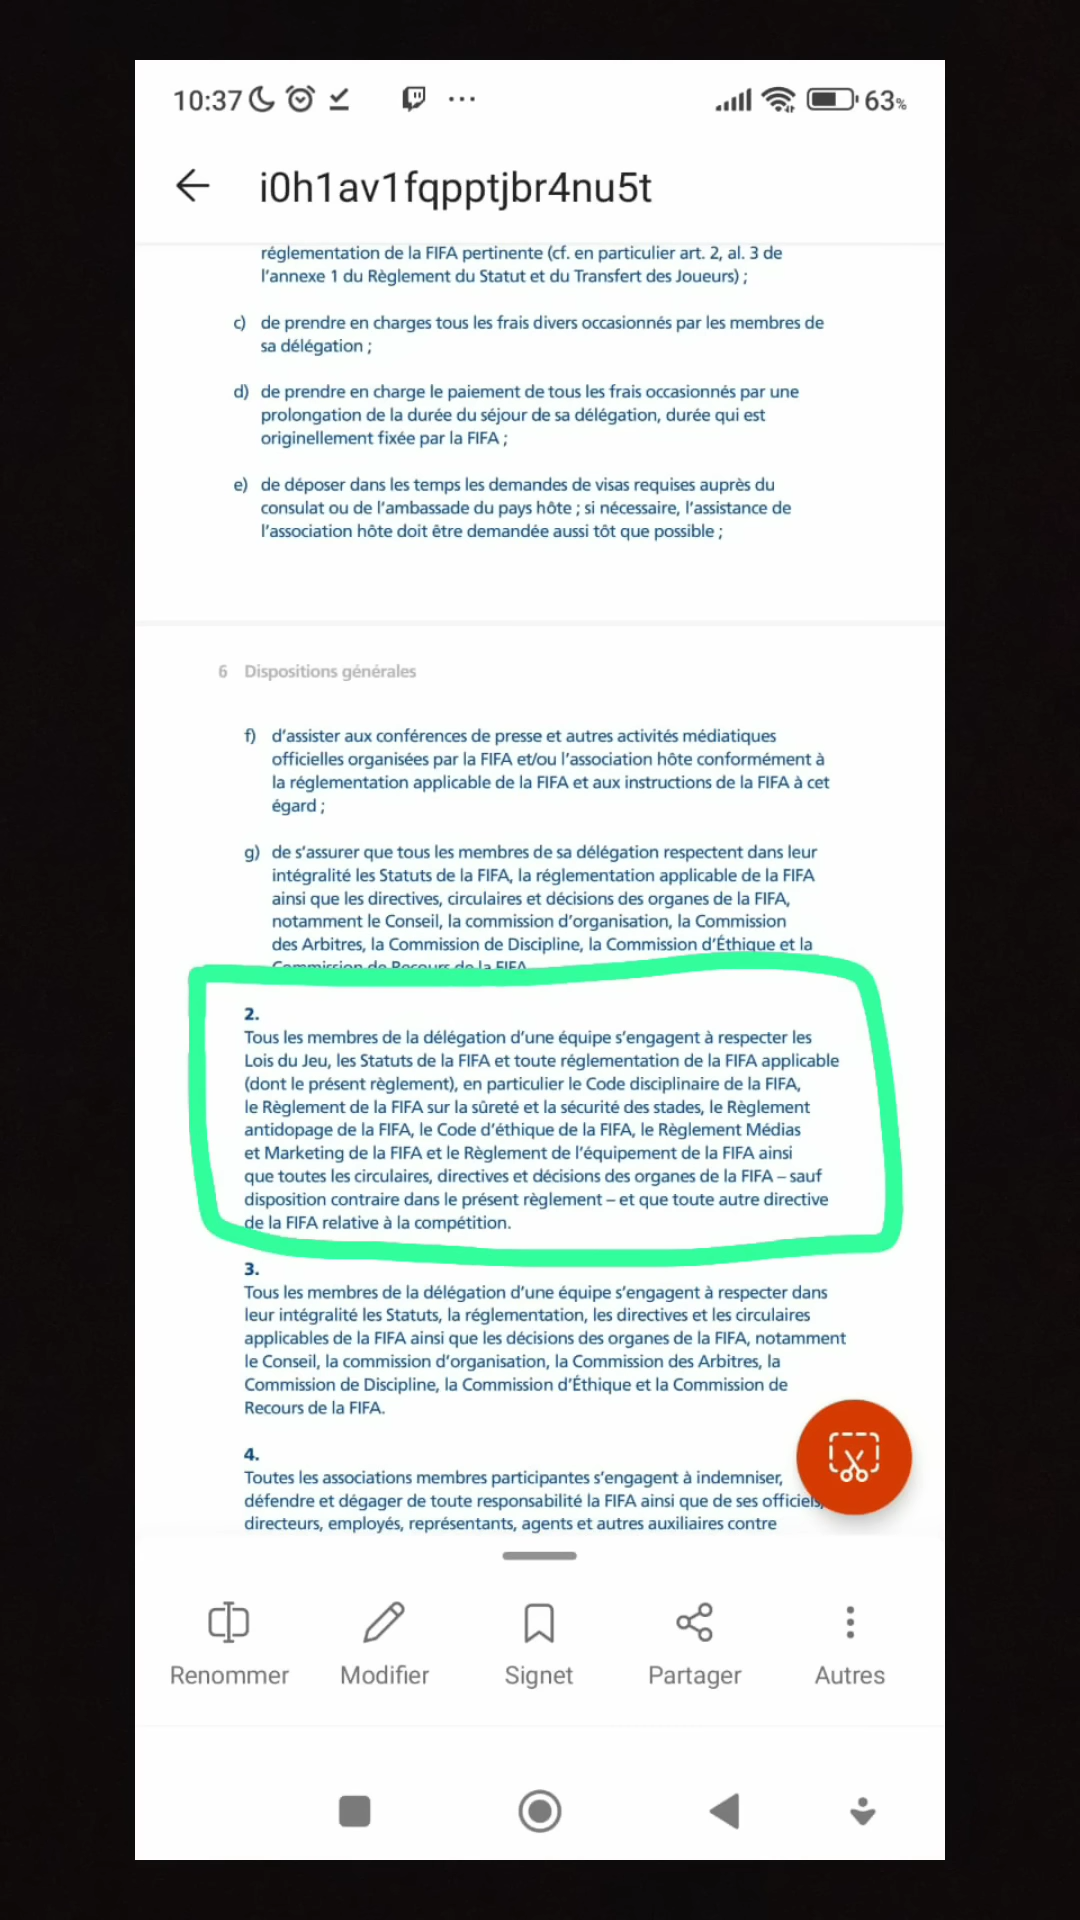 10:37 ... 63%
i0h1av1fqpptjbr4nu5t
réglementation de la FIFA pertinente (cf. en particulier art. 2, al. 3 de
l'annexe 1 du Règlement du Statut et du Transfert des Joueurs) ;
c) de prendre en charges tous les frais divers occasionnés par les membres de
sa délégation ;
d) de prendre en charge le paiement de tous les frais occasionnés par une
prolongation de la durée du séjour de sa délégation, durée qui est
originellement fixée par la FIFA ;
e) de déposer dans les temps les demandes de visas requises auprès du
consulat ou de l'ambassade du pays hôte ; si nécessaire, l'assistance de
l'association hôte doit être demandée aussi tôt que possible ;
6 Dispositions générales
f) d'assister aux conférences de presse et autres activités médiatiques
officielles organisées par la FIFA et/ou l'association hôte conformément à
la réglementation applicable de la FIFA et aux instructions de la FIFA à cet
égard ;
g) de s'assurer que tous les membres de sa délégation respectent dans leur
intégralité les Statuts de la FIFA, la réglementation applicable de la FIFA
ainsi que les directives, circulaires et décisions des organes de la FIFA,
notamment le Conseil, la commission d'organisation, la Commission
des Arbitres, la Commission de Discipline, la Commission d'Éthique et la
Commission de Recours de la FIFA
2.
Tous les membres de la délégation d'une équipe s'engagent à respecter les
Lois du Jeu, les Statuts de la FIFA et toute réglementation de la FIFA applicable
(dont le présent règlement), en particulier le Code disciplinaire de la FIFA,
le Règlement de la FIFA sur la sûreté et la sécurité des stades, le Règlement
antidopage de la FIFA, le Code d'éthique de la FIFA, le Règlement Médias
et Marketing de la FIFA et le Règlement de l'équipement de la FIFA ainsi
que toutes les circulaires, directives et décisions des organes de la FIFA – sauf
disposition contraire dans le présent règlement – et que toute autre directive
de la FIFA relative à la compétition.
3.
Tous les membres de la délégation d'une équipe s'engagent à respecter dans
leur intégralité les Statuts, la réglementation, les directives et les circulaires
applicables de la FIFA ainsi que les décisions des organes de la FIFA, notamment
le Conseil, la commission d'organisation, la Commission des Arbitres, la
Commission de Discipline, la Commission d'Éthique et la Commission de
Recours de la FIFA.
4.
Toutes les associations membres participantes s'engagent à indemniser,
défendre et dégager de toute responsabilité la FIFA ainsi que de ses officiels,
directeurs, employés, représentants, agents et autres auxiliaires contre
Renommer Modifier Signet Partager Autres